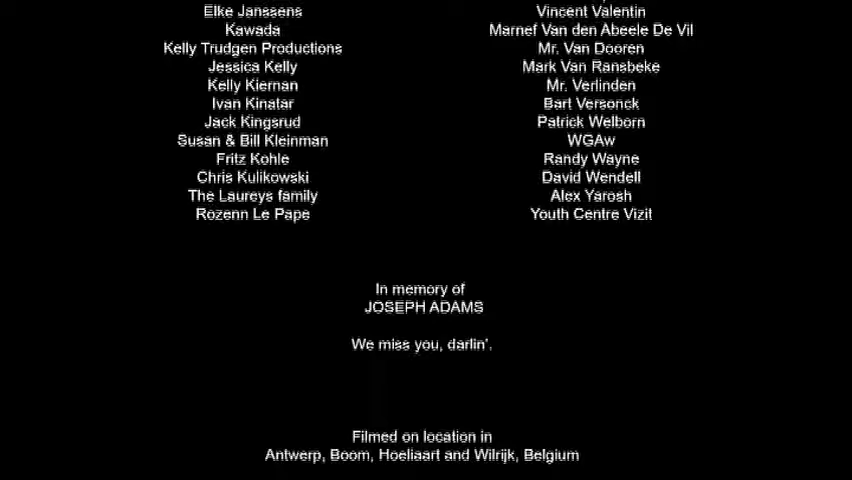 Elke Janssens
Kawada
Kelly Trudgen Productions
Jessica Kelly
Kelly Kiernan
Ivan Kinatar
Jack Kingsrud
Susan & Bill Kleinman
Fritz Kohle
Chris Kulikowski
The Laureys family
Rozenn Le Pape
Vincent Valentin
Marnef Van den Abeele De Vil
Mr. Van Dooren
Mark Van Ransbeke
Mr. Verlinden
Bart Versonck
Patrick Welborn
WGAw
Randy Wayne
David Wendell
Alex Yarosh
Youth Centre Vizit
In memory of
JOSEPH ADAMS
We miss you, darlin'.
Filmed on location in
Antwerp, Boom, Hoeliaart and Wilrijk, Belgium